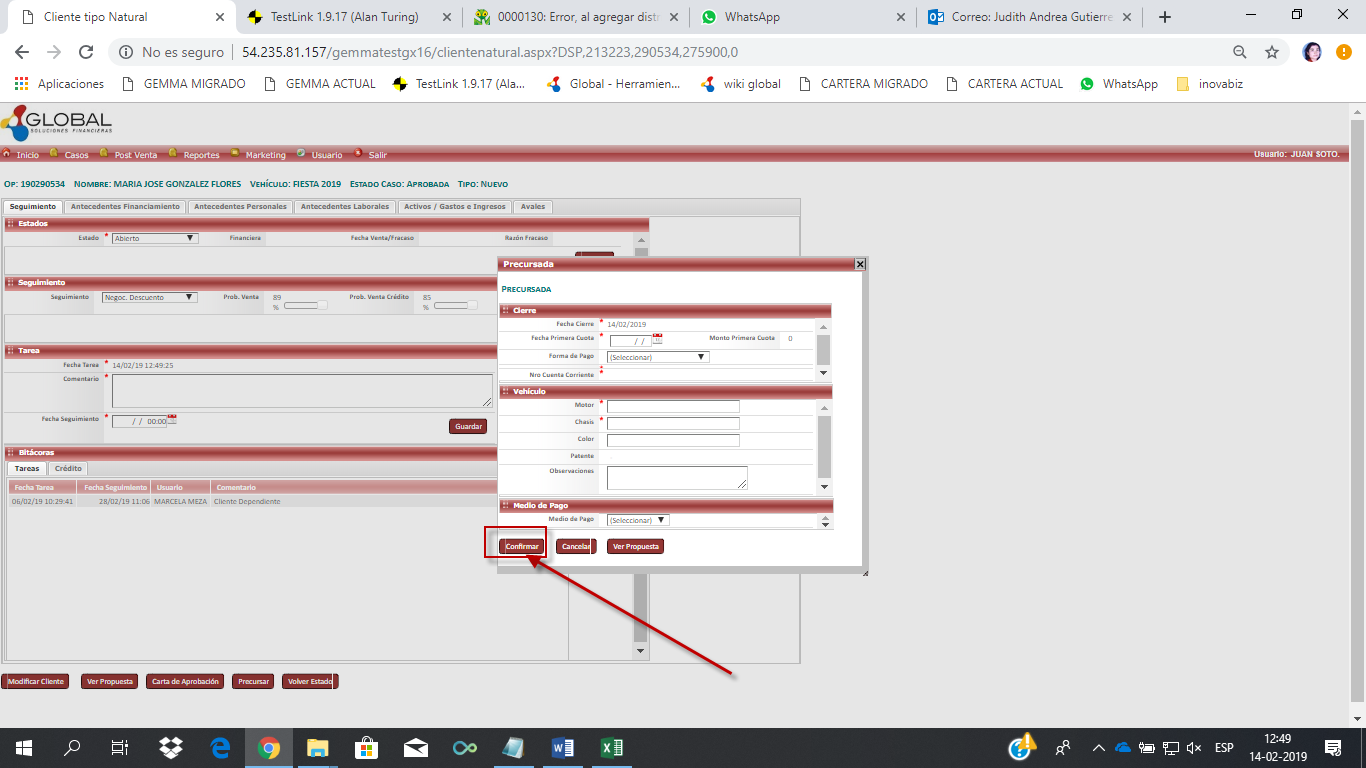 Cliente tipo Natural
TestLink 1.9.17 (Alan Turing)
0000130: Error, al agregar dist
WhatsApp
Correo: Judith Andrea Gutierre
No es seguro | 54.235.81.157/gemmatestgx16/clientenatural.aspx?DSP,213223,290534,275900,0
Aplicaciones GEMMA MIGRADO GEMMA ACTUAL TestLink 1.9.17 (Ala... Global - Herramien... wiki global CARTERA MIGRADO CARTERA ACTUAL WhatsApp inovabiz
GLOBAL
SOLUCIONES FINANCIERAS
Inicio Casos Post Venta Reportes Marketing Usuario Salir Usuario: JUAN SOTO.
Op: 190290534 Nombre: MARIA JOSE GONZALEZ FLORES Vehículo: FIESTA 2019 Estado Caso: Aprobada Tipo: Nuevo
Seguimiento Antecedentes Financiamiento Antecedentes Personales Antecedentes Laborales Activos / Gastos e Ingresos Avales
Estados
Estado * Abierto Financiera Fecha Venta/Fracaso Razón Fracaso
Seguimiento
Seguimiento Negoc. Descuento Prob. Venta 89 % Prob. Venta Crédito 85 %
Tarea
Fecha Tarea * 14/02/19 12:49:25
Comentario *
Fecha Seguimiento * / / 00:00
Guardar
Bitácoras
Tareas Crédito
Fecha Tarea Fecha Seguimiento Usuario Comentario
06/02/19 10:29:41 28/02/19 11:06 MARCELA MEZA Cliente Dependiente
Precursada
Precursada
Cierre
Fecha Cierre * 14/02/2019
Fecha Primera Cuota * / / Monto Primera Cuota 0
Forma de Pago * (Seleccionar)
Nro Cuenta Corriente *
Vehículo
Motor *
Chasis *
Color
Patente
Observaciones
Medio de Pago
Medio de Pago (Seleccionar)
Confirmar Cancelar Ver Propuesta
Modificar Cliente Ver Propuesta Carta de Aprobación Precursar Volver Estado
ESP
12:49
14-02-2019